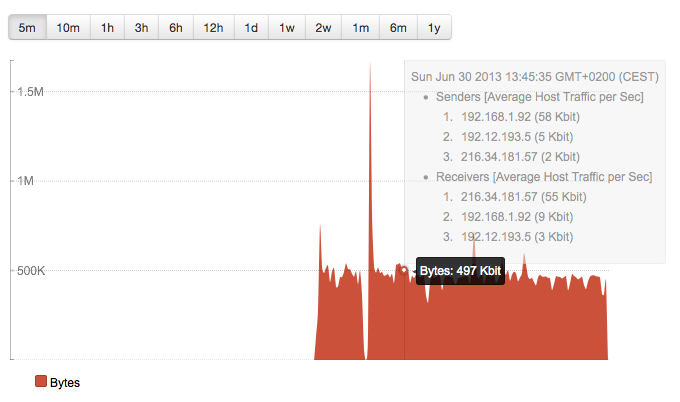 5m 10m 1h 3h 6h 12h 1d 1w 2w 1m 6m 1y
Sun Jun 30 2013 13:45:35 GMT+0200 (CEST)
• Senders [Average Host Traffic per Sec]
1. 192.168.1.92 (58 Kbit)
2. 192.12.193.5 (5 Kbit)
3. 216.34.181.57 (2 Kbit)
• Receivers [Average Host Traffic per Sec]
1. 216.34.181.57 (55 Kbit)
2. 192.168.1.92 (9 Kbit)
3. 192.12.193.5 (3 Kbit)
1.5M
1M
500K
Bytes: 497 Kbit
Bytes